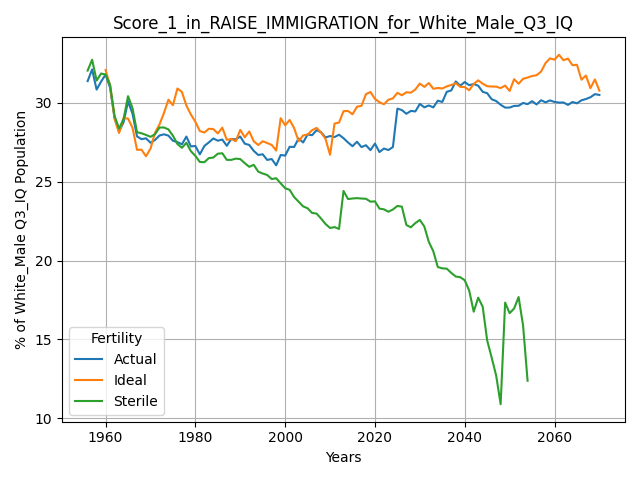 Score_1_in_RAISE_IMMIGRATION_for_White_Male_Q3_IQ
% of White_Male Q3_IQ Population
30
25
20
15
10
Fertility
Actual
Ideal
Sterile
1960 1980 2000 2020 2040 2060
Years